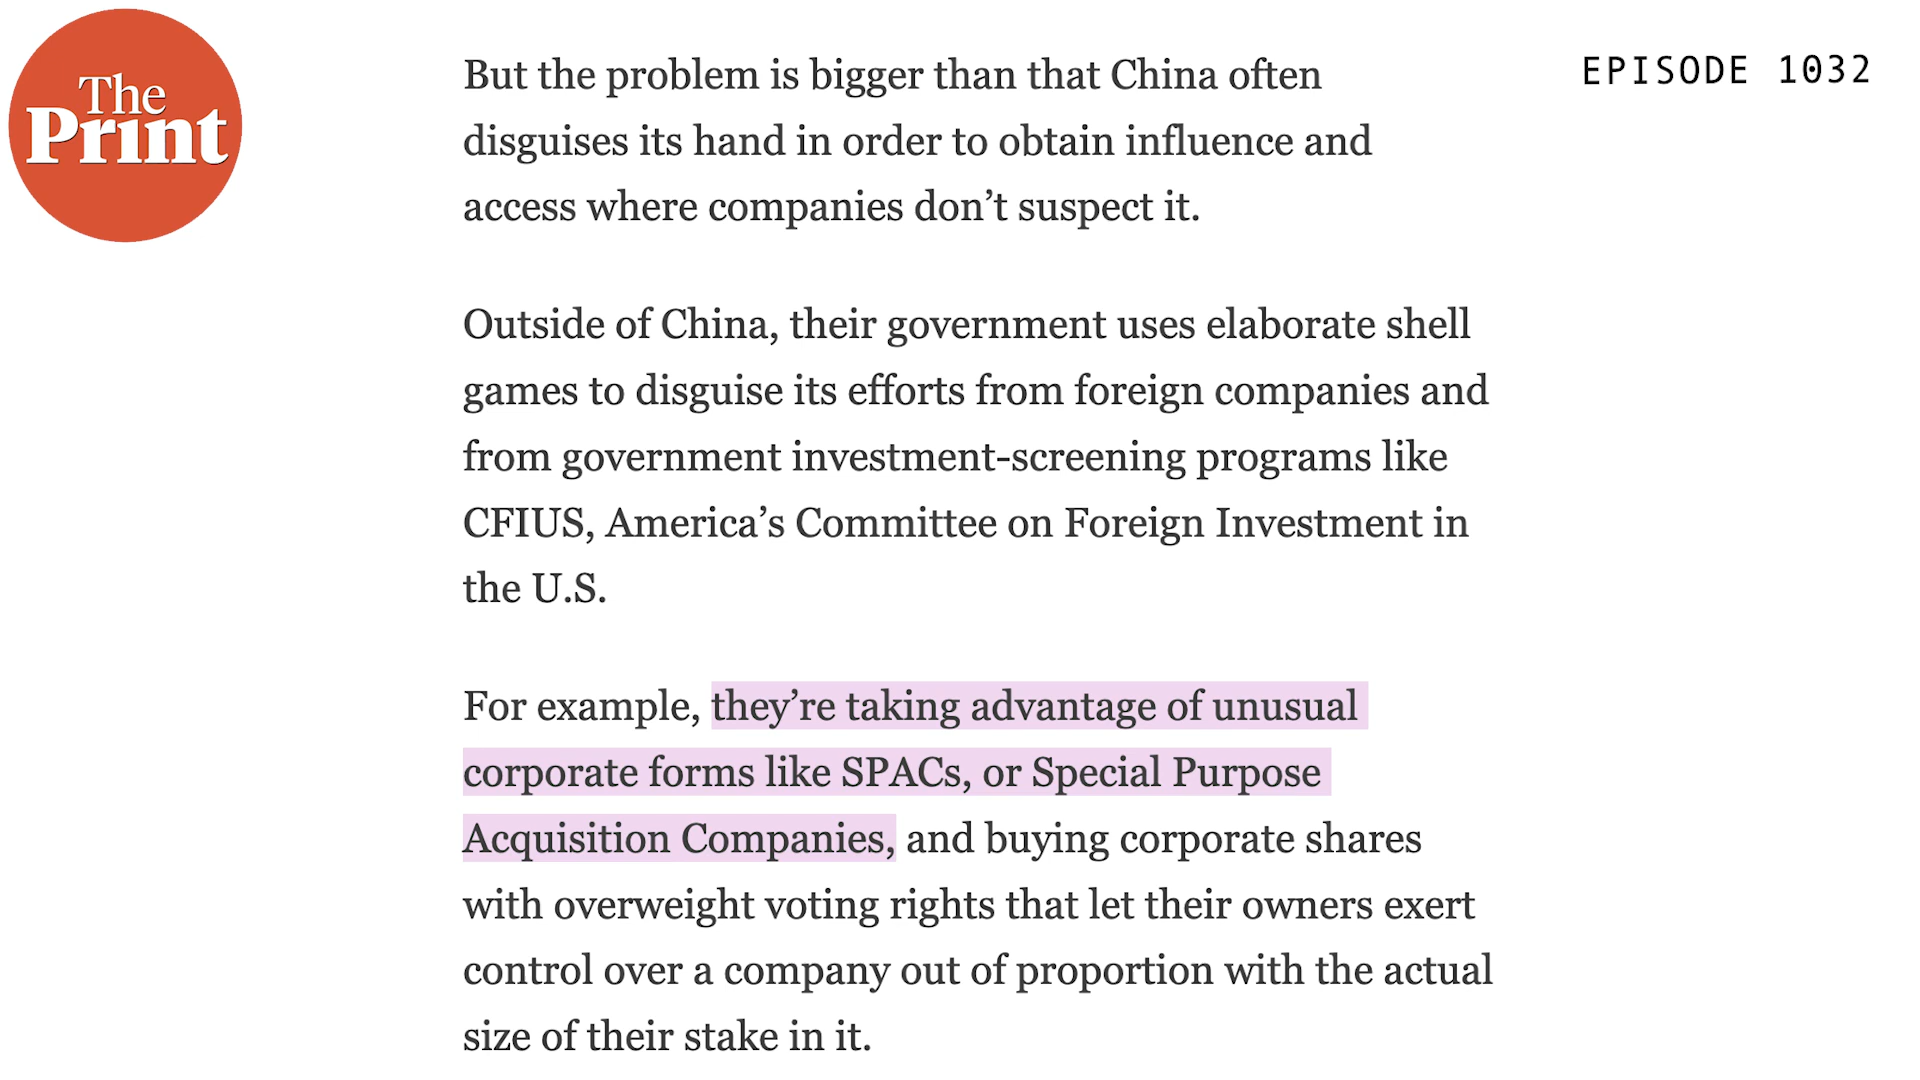 The
Print
EPISODE 1032
But the problem is bigger than that China often
disguises its hand in order to obtain influence and
access where companies don’t suspect it.
Outside of China, their government uses elaborate shell
games to disguise its efforts from foreign companies and
from government investment-screening programs like
CFIUS, America’s Committee on Foreign Investment in
the U.S.
For example, they’re taking advantage of unusual
corporate forms like SPACs, or Special Purpose
Acquisition Companies, and buying corporate shares
with overweight voting rights that let their owners exert
control over a company out of proportion with the actual
size of their stake in it.